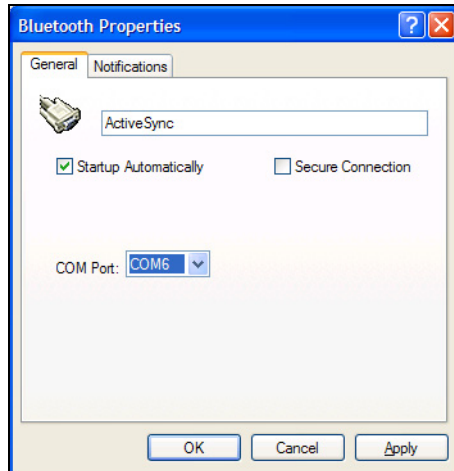 Bluetooth Properties
General Notifications
ActiveSync
Startup Automatically Secure Connection
COM Port: COM6
OK Cancel Apply